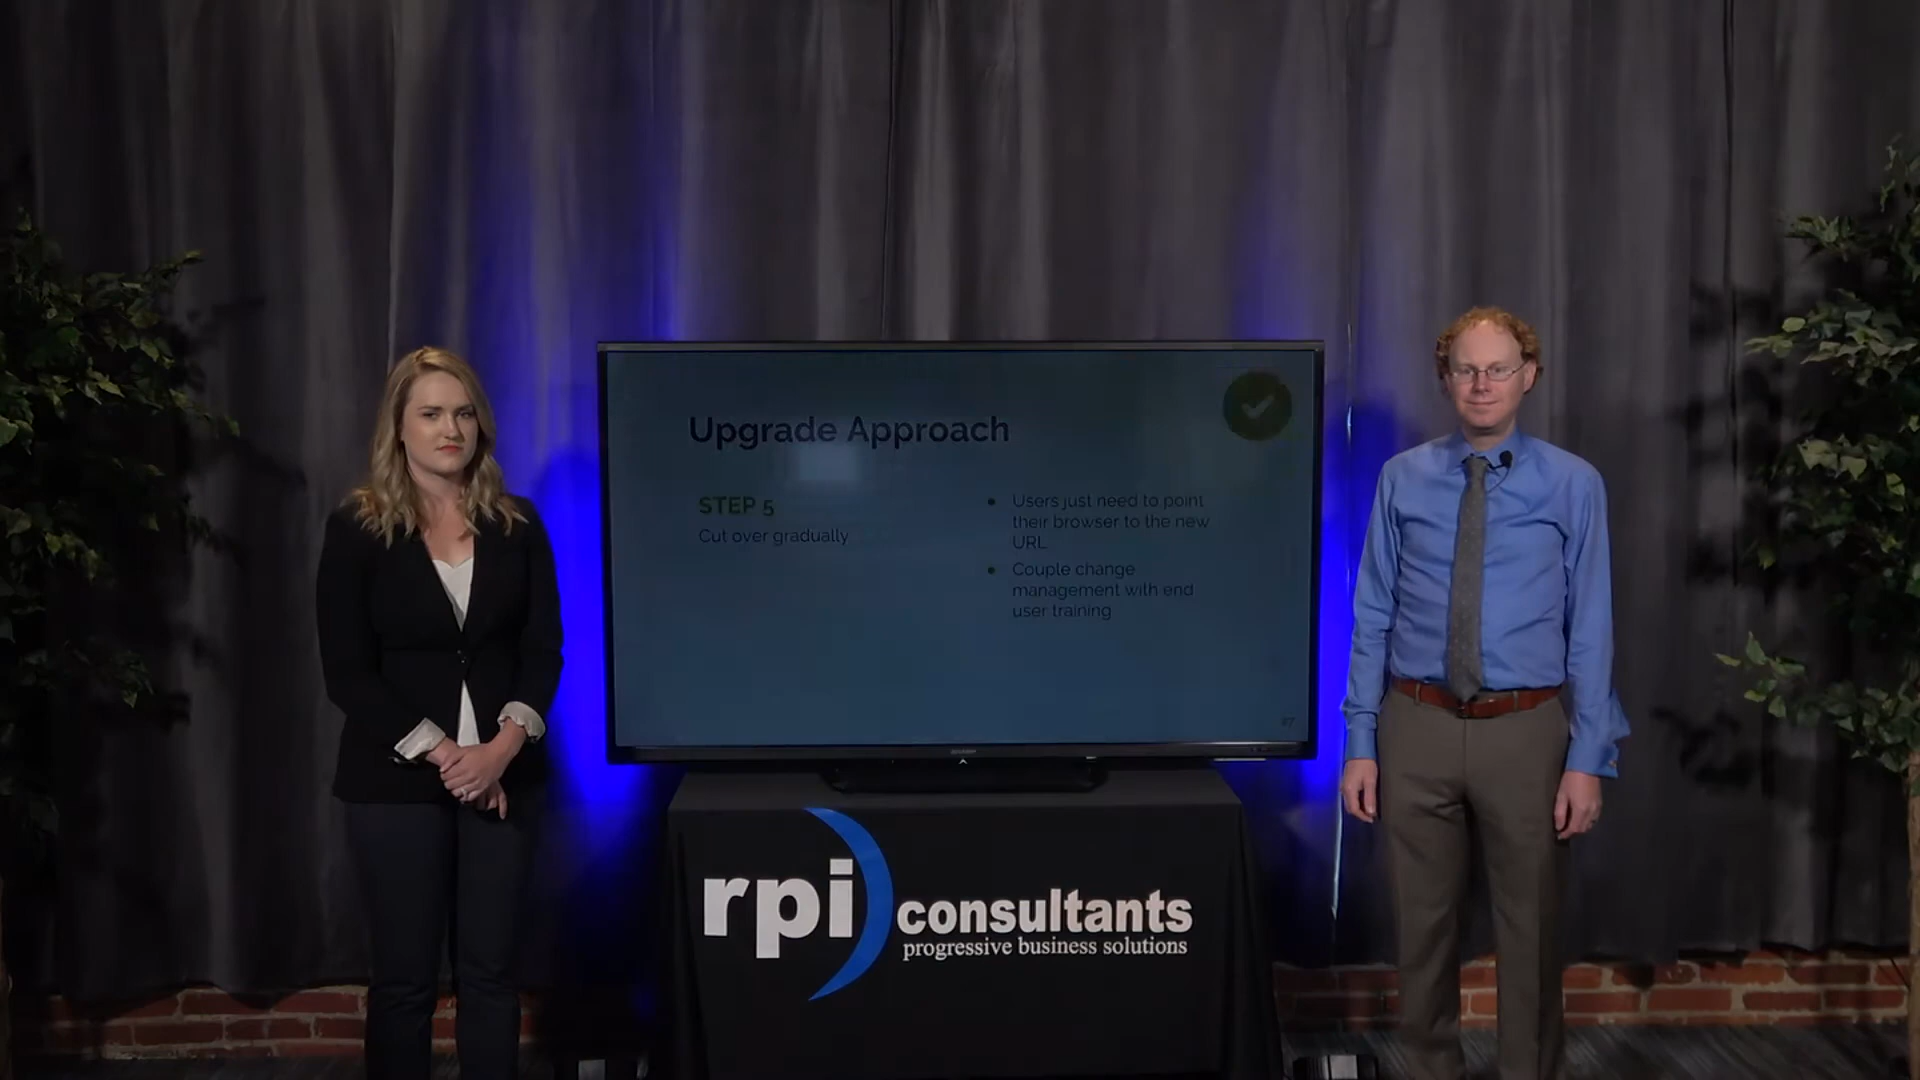 Upgrade Approach
STEP 5
Cut over gradually
Users just need to point
their browser to the new
URL
Couple change
management with end
user training
rpi consultants
progressive business solutions